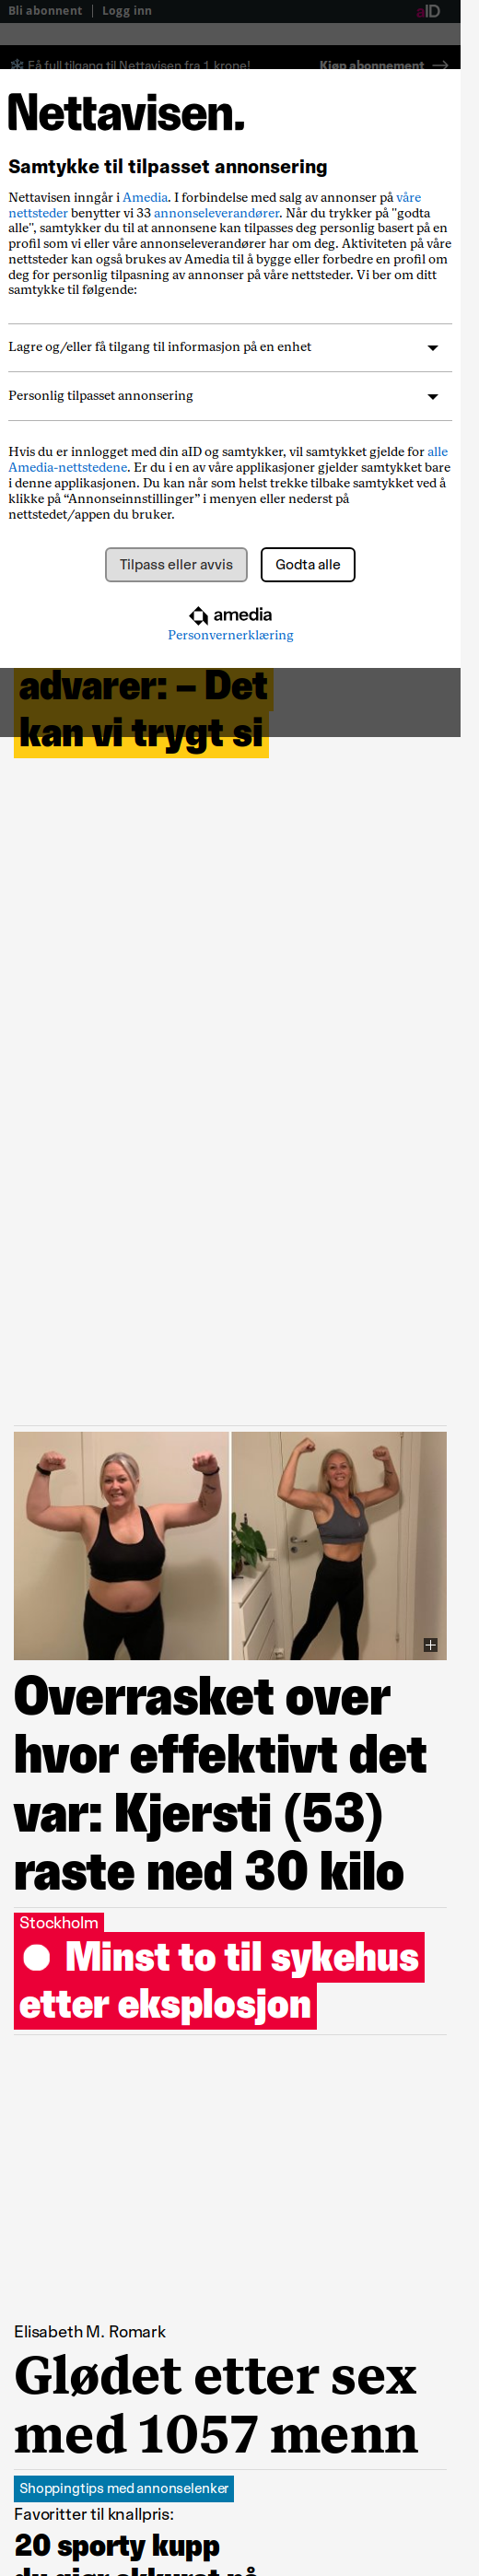 Bli abonnent
Logg inn
aID
Få full tilgang til Nettavisen fra 1 krone!
Kjøp abonnement
Nettavisen.
Samtykke til tilpasset annonsering
Nettavisen inngår i Amedia. I forbindelse med salg av annonser på våre
nettsteder benytter vi 33 annonseleverandører. Når du trykker på "godta
alle", samtykker du til at annonsene kan tilpasses deg personlig basert på en
profil som vi eller våre annonseleverandører har om deg. Aktiviteten på våre
nettsteder kan også brukes av Amedia til å bygge eller forbedre en profil om
deg for personlig tilpasning av annonser på våre nettsteder. Vi ber om ditt
samtykke til følgende:
Lagre og/eller få tilgang til informasjon på en enhet
Personlig tilpasset annonsering
Hvis du er innlogget med din aID og samtykker, vil samtykket gjelde for alle
Amedia-nettstedene. Er du i en av våre applikasjoner gjelder samtykket bare
i denne applikasjonen. Du kan når som helst trekke tilbake samtykket ved å
klikke på “Annonseinnstillinger” i menyen eller nederst på
nettstedet/appen du bruker.
Tilpass eller avvis
Godta alle
amedia
Personvernerklæring
advarer: – Det
kan vi trygt si
Overrasket over
hvor effektivt det
var: Kjersti (53)
raste ned 30 kilo
Stockholm
Minst to til sykehus
etter eksplosjon
Elisabeth M. Romark
Glødet etter sex
med 1057 menn
Shoppingtips med annonselenker
Favoritter til knallpris:
20 sporty kupp